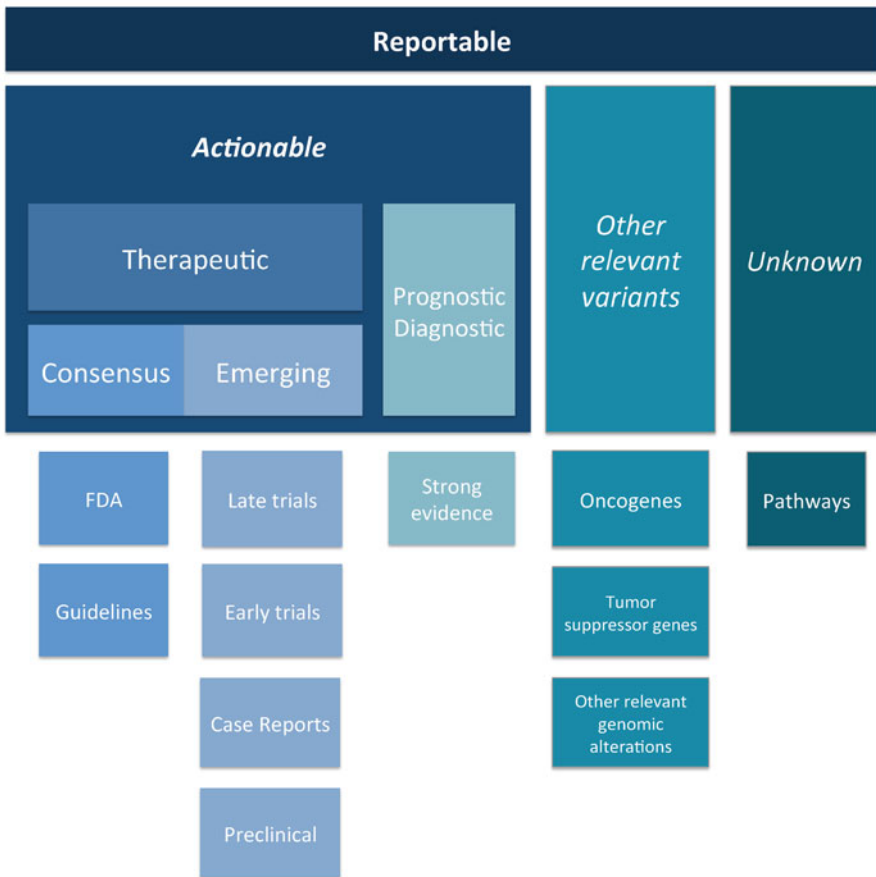 Reportable
Actionable
Therapeutic
Consensus
Emerging
Prognostic
Diagnostic
Other
relevant
variants
Unknown
FDA
Late trials
Strong
evidence
Oncogenes
Pathways
Guidelines
Early trials
Tumor
suppressor genes
Case Reports
Other relevant
genomic
alterations
Preclinical